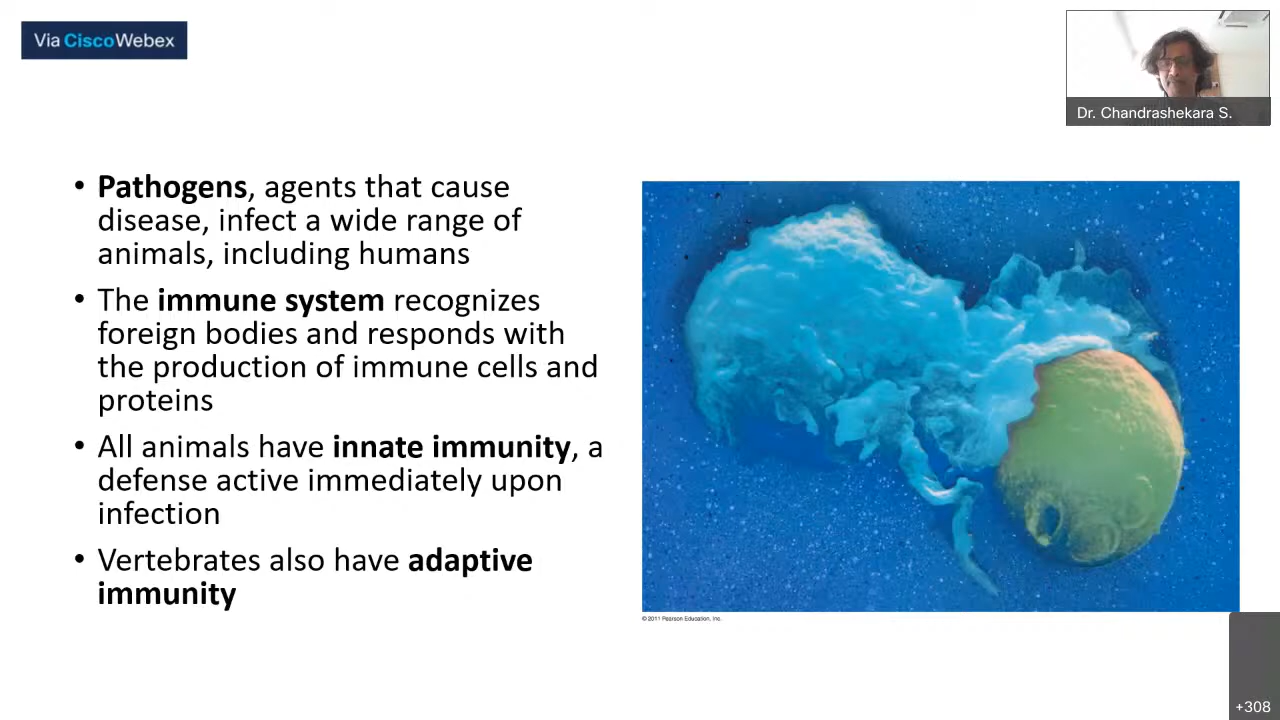 Via CiscoWebex
Dr. Chandrashekara S.
• Pathogens, agents that cause
disease, infect a wide range of
animals, including humans
• The immune system recognizes
foreign bodies and responds with
the production of immune cells and
proteins
• All animals have innate immunity, a
defense active immediately upon
infection
• Vertebrates also have adaptive
immunity
© 2011 Pearson Education, Inc.
+308